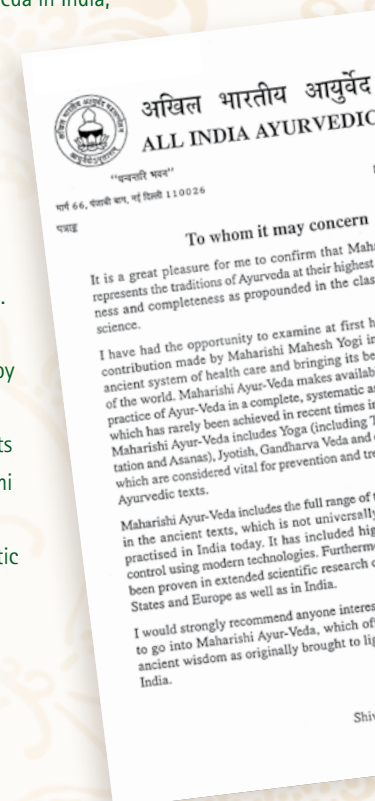 eda in India,
अखिल भारतीय आयुर्वेद
ALL INDIA AYURVEDIC
"धन्वन्तरि भवन"
मार्ग 66, पंजाबी बाग, नई दिल्ली 110026
पत्राङ्क
To whom it may concern
It is a great pleasure for me to confirm that Maha
represents the traditions of Ayurveda at their highest
ness and completeness as propounded in the clas
science.
I have had the opportunity to examine at first h
contribution made by Maharishi Mahesh Yogi in
ancient system of health care and bringing its be
of the world. Maharishi Ayur-Veda makes availab
practice of Ayur-Veda in a complete, systematic a
which has rarely been achieved in recent times in
Maharishi Ayur-Veda includes Yoga (including T
tation and Asanas), Jyotish, Gandharva Veda and
which are considered vital for prevention and tre
Ayurvedic texts.
Maharishi Ayur-Veda includes the full range of t
in the ancient texts, which is not universally
practised in India today. It has included hig
control using modern technologies. Furtherm
been proven in extended scientific research c
States and Europe as well as in India.
I would strongly recommend anyone interes
to go into Maharishi Ayur-Veda, which off
ancient wisdom as originally brought to lig
India.
Shiv
.
by
ts
ni
tic